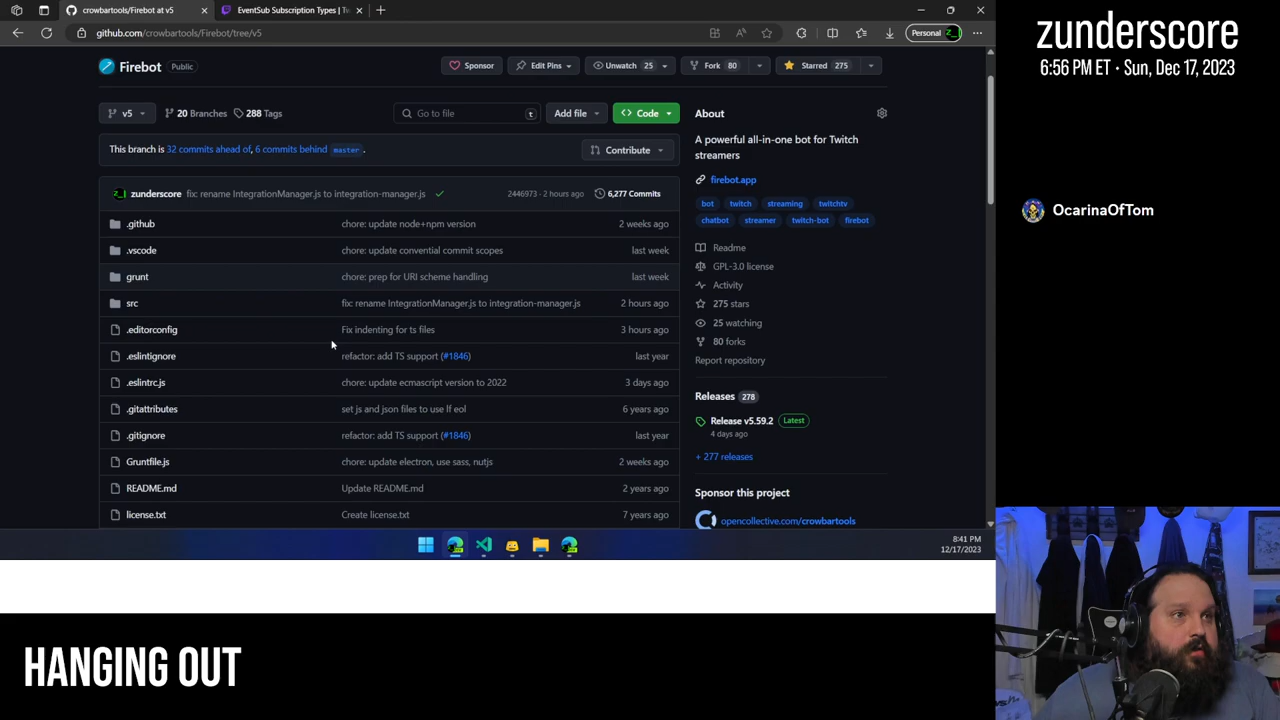 crowbartools/Firebot at v5
EventSub Subscription Types | Tw
github.com/crowbartools/Firebot/tree/v5
Personal
Firebot
Public
Sponsor
Edit Pins
Unwatch 25
Fork 80
Starred 275
v5
20 Branches
288 Tags
Go to file
t
Add file
Code
This branch is 32 commits ahead of, 6 commits behind master .
Contribute
zunderscore fix: rename IntegrationManager.js to integration-manager.js
2446973 · 2 hours ago
6,277 Commits
.github chore: update node+npm version 2 weeks ago
.vscode chore: update convential commit scopes last week
grunt chore: prep for URI scheme handling last week
src fix: rename IntegrationManager.js to integration-manager.js 2 hours ago
.editorconfig Fix indenting for ts files 3 hours ago
.eslintignore refactor: add TS support (#1846) last year
.eslintrc.js chore: update ecmascript version to 2022 3 days ago
.gitattributes set js and json files to use lf eol 6 years ago
.gitignore refactor: add TS support (#1846) last year
Gruntfile.js chore: update electron, use sass, nutjs 2 weeks ago
README.md Update README.md 2 years ago
license.txt Create license.txt 7 years ago
About
A powerful all-in-one bot for Twitch
streamers
firebot.app
bot twitch streaming twitchtv
chatbot streamer twitch-bot firebot
Readme
GPL-3.0 license
Activity
275 stars
25 watching
80 forks
Report repository
Releases 278
Release v5.59.2 Latest
4 days ago
+ 277 releases
Sponsor this project
opencollective.com/crowbartools
8:41 PM
12/17/2023
zunderscore
6:56 PM ET · Sun, Dec 17, 2023
OcarinaOfTom
HANGING OUT